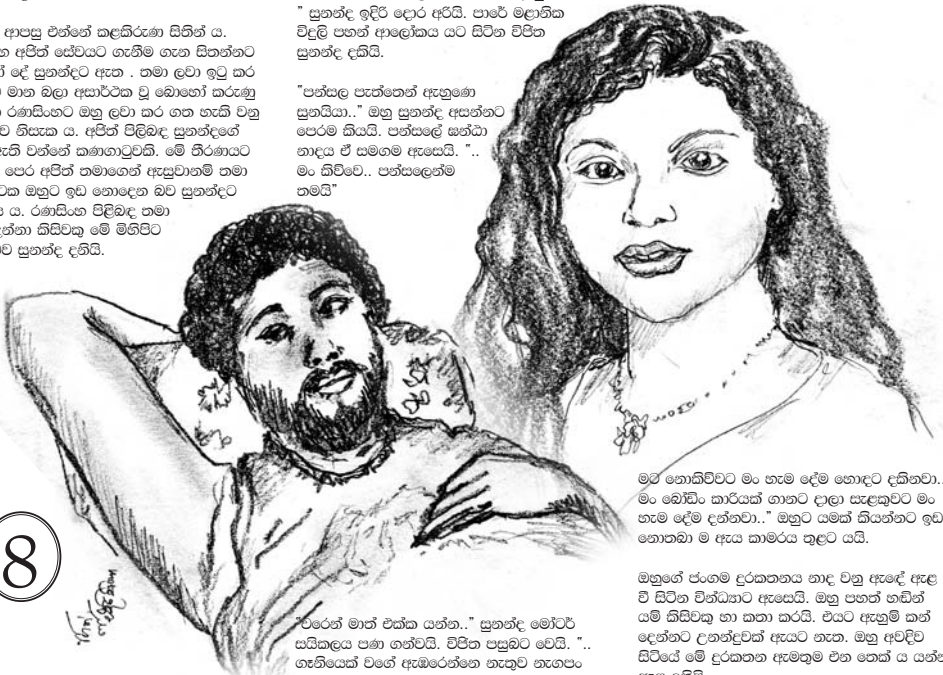 ආපසු එන්නේ කළකිරුණ සිතින් ය.
අජිත් සේවයට ගැනීම ගැන සිතන්නට
දේ සුනන්දට ඇත . තමා ලවා ඉටු කර
මාන බලා අසාර්ථක වූ බොහෝ කරුණු
රණසිංහට ඔහු ලවා කර ගත හැකි වනු
නිසැක ය. අජිත් පිළිබඳ සුනන්දගේ
ඇති වන්නේ කණගාටුවකි. මේ තීරණයට
පෙර අජිත් තමාගෙන් ඇසුවානම් තමා
ඔහුට ඉඩ නොදෙන බව සුනන්දට
ය. රණසිංහ පිළිබඳ තමා
කිසිවකු මේ මිහිපිට
සුනන්ද දනියි.
" සුනන්ද ඉදිරි දොර අරියි. පාරේ මළානික
විදුලි පහන් ආලෝකය යට සිටින විජිත
සුනන්ද දකියි.
"පන්සල පැත්තෙන් ඇහුණෙ
සුනයියා.." ඔහු සුනන්ද අසන්නට
පෙරම කියයි. පන්සලේ ඝන්ඨා
නාදය ඒ සමගම ඇසෙයි. "..
මං කිව්වෙ.. පන්සලෙන්ම
තමයි"
8
"වරෙන් මාත් එක්ක යන්න.." සුනන්ද මෝටර්
සයිකලය පණ ගන්වයි. විජිත පසුබට වෙයි. "..
ගෑනියෙක් වගේ ඇඹරෙන්නෙ නැතුව නැගපං
මට නොකිව්වට මං හැම දේම හොඳට දකිනවා..
මං බෝඩිං කාරියක් ගානට දාලා සැළකුවට මං
හැම දේම දන්නවා.." ඔහුට යමක් කියන්නට ඉඩ
නොතබා ම ඇය කාමරය තුළට යයි.
ඔහුගේ ජංගම දුරකතනය නාද වනු ඇඳේ ඇළ
වී සිටින වින්ධ්‍යාට ඇසෙයි. ඔහු පහත් හඬින්
යම් කිසිවකු හා කතා කරයි. එයට ඇහුම් කන්
දෙන්නට උනන්දුවක් ඇයට නැත. ඔහු අවදිව
සිටියේ මේ දුරකතන ඇමතුම එන තෙක් ය